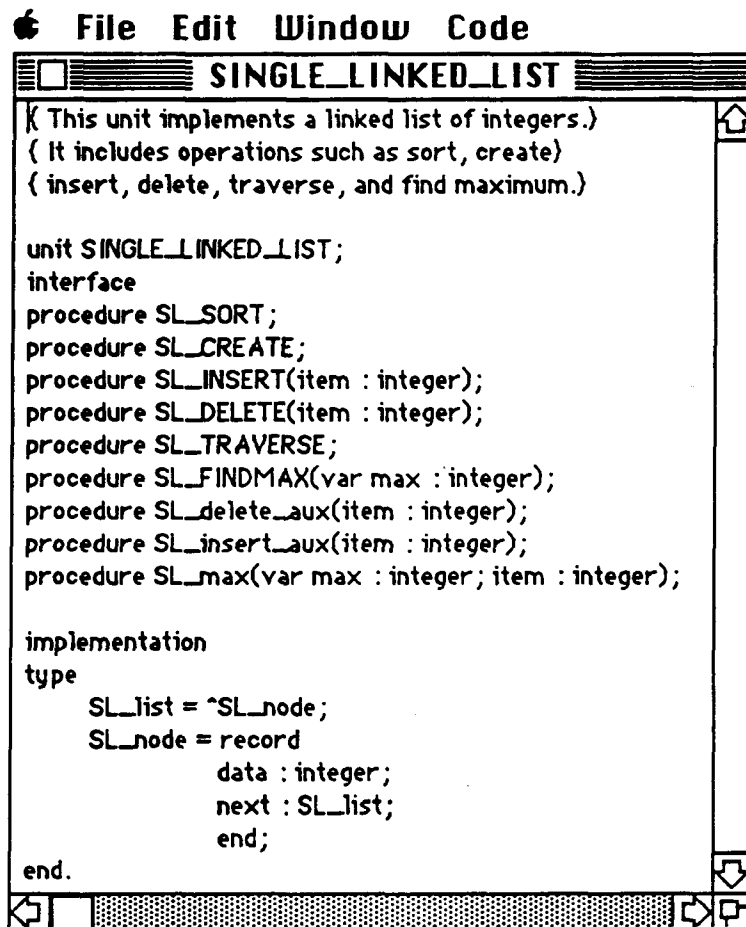 File Edit Window Code
SINGLE_LINKED_LIST
{ This unit implements a linked list of integers.}
{ It includes operations such as sort, create}
{ insert, delete, traverse, and find maximum.}
unit SINGLE_LINKED_LIST;
interface
procedure SL_SORT;
procedure SL_CREATE;
procedure SL_INSERT(item : integer);
procedure SL_DELETE(item : integer);
procedure SL_TRAVERSE;
procedure SL_FINDMAX(var max : integer);
procedure SL_delete_aux(item : integer);
procedure SL_insert_aux(item : integer);
procedure SL_max(var max : integer; item : integer);
implementation
type
SL_list = ^SL_node;
SL_node = record
data : integer;
next : SL_list;
end;
end.